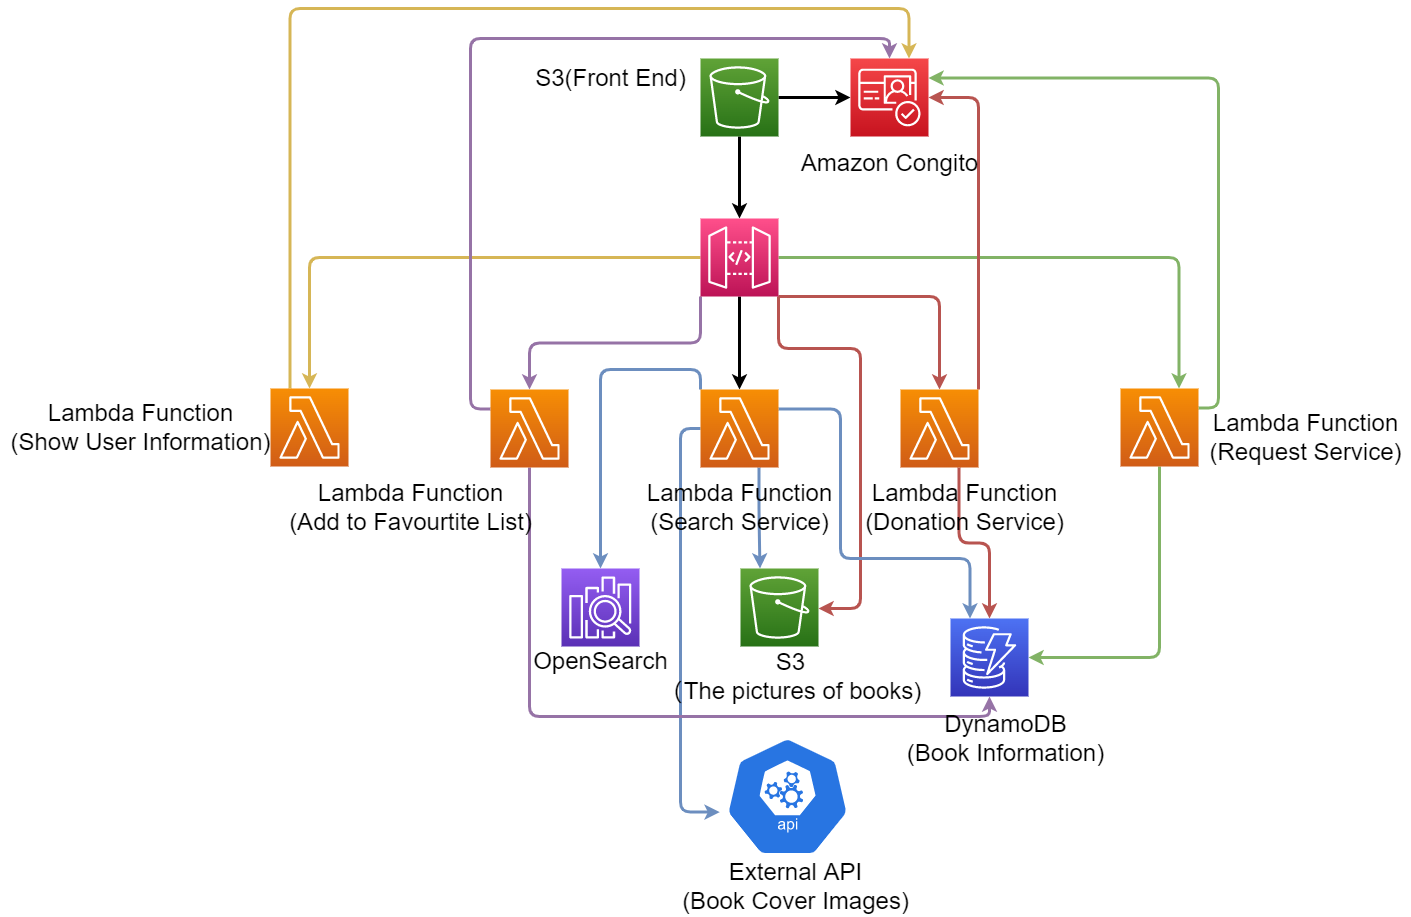 S3(Front End)
Amazon Congito
</>
Lambda Function
(Show User Information)
Lambda Function
(Request Service)
Lambda Function
(Add to Favourtite List)
Lambda Function
(Search Service)
Lambda Function
(Donation Service)
OpenSearch
S3
(The pictures of books)
DynamoDB
(Book Information)
api
External API
(Book Cover Images)